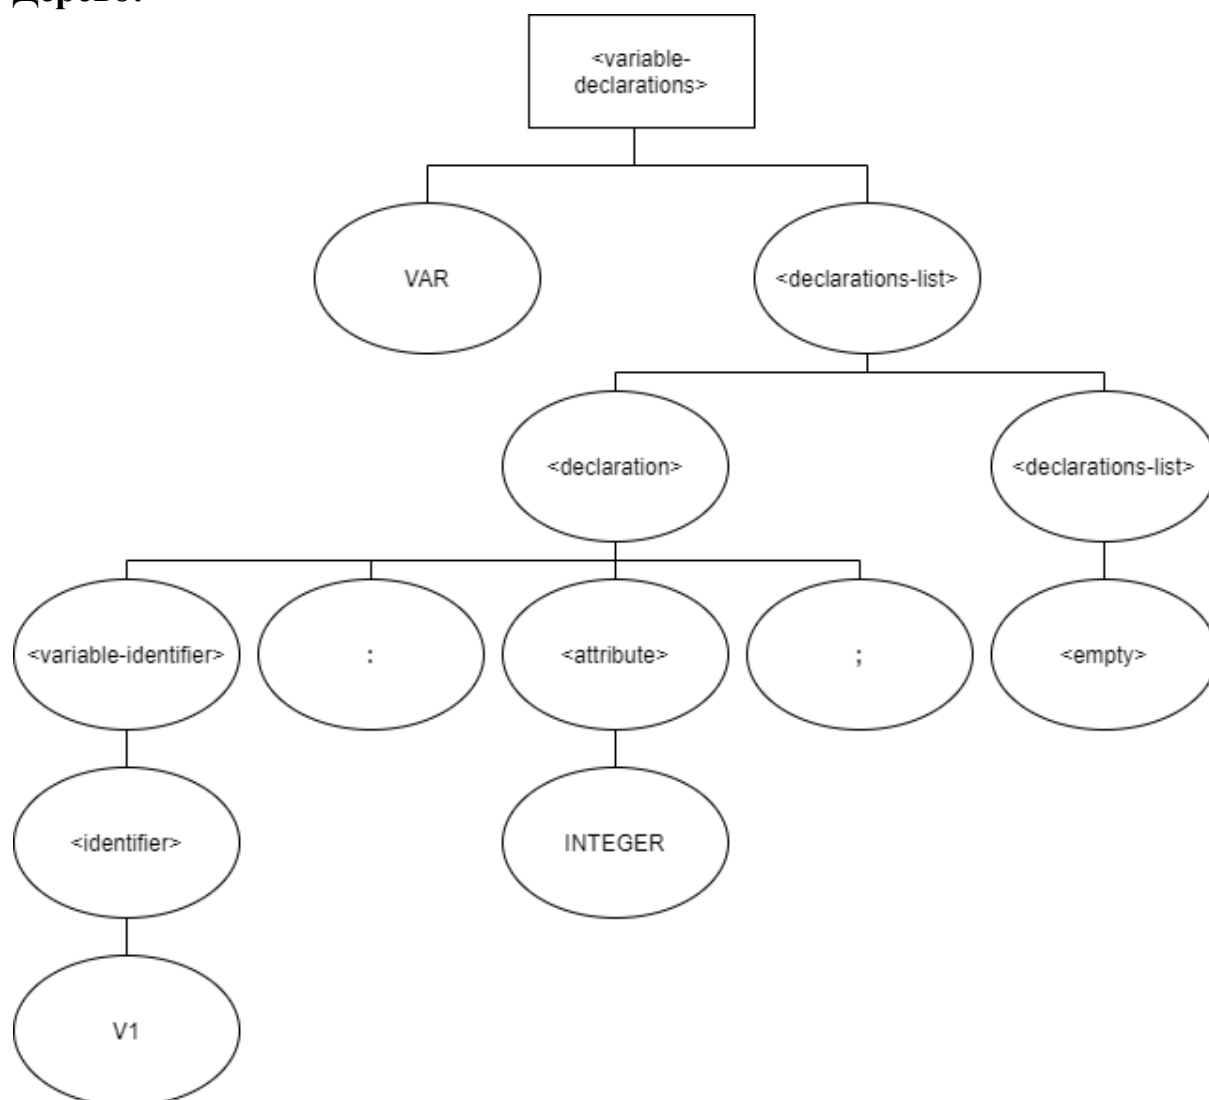 Дерево:
<variable-
declarations>
VAR
<declarations-list>
<declaration>
<declarations-list>
<variable-identifier>
:
<attribute>
;
<empty>
<identifier>
INTEGER
V1